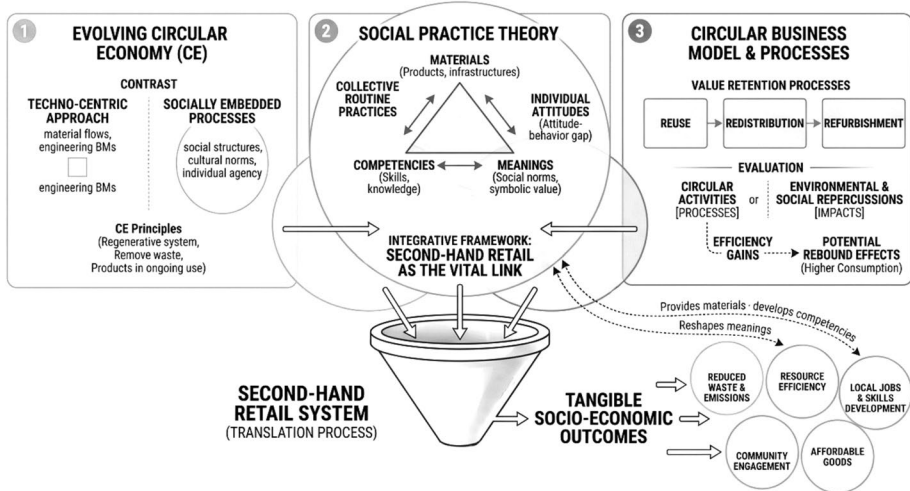 1
EVOLVING CIRCULAR
ECONOMY (CE)
CONTRAST
TECHNO-CENTRIC
APPROACH
material flows,
engineering BMs
engineering BMs
SOCIALLY EMBEDDED
PROCESSES
social structures,
cultural norms,
individual agency
CE Principles
(Regenerative system,
Remove waste,
Products in ongoing use)
2
SOCIAL PRACTICE THEORY
MATERIALS
(Products, infrastructures)
COLLECTIVE
ROUTINE
PRACTICES
INDIVIDUAL
ATTITUDES
(Attitude-
behavior gap)
COMPETENCIES
(Skills,
knowledge)
MEANINGS
(Social norms,
symbolic value)
INTEGRATIVE FRAMEWORK:
SECOND-HAND RETAIL
AS THE VITAL LINK
3
CIRCULAR BUSINESS
MODEL & PROCESSES
VALUE RETENTION PROCESSES
REUSE
REDISTRIBUTION
REFURBISHMENT
EVALUATION
CIRCULAR
ACTIVITIES
[PROCESSES]
or
ENVIRONMENTAL &
SOCIAL REPERCUSSIONS
[IMPACTS]
EFFICIENCY
GAINS
POTENTIAL
REBOUND EFFECTS
(Higher Consumption)
Provides materials · develops competencies
Reshapes meanings
SECOND-HAND
RETAIL SYSTEM
(TRANSLATION PROCESS)
TANGIBLE
SOCIO-ECONOMIC
OUTCOMES
REDUCED
WASTE &
EMISSIONS
RESOURCE
EFFICIENCY
LOCAL JOBS
& SKILLS
DEVELOPMENT
COMMUNITY
ENGAGEMENT
AFFORDABLE
GOODS